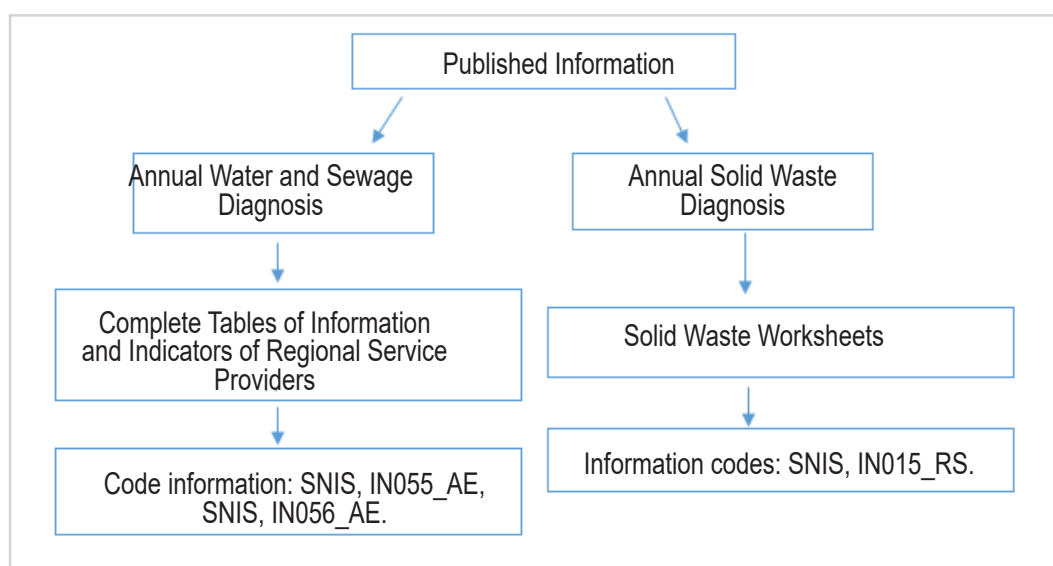 Published Information
Annual Water and Sewage
Diagnosis
Annual Solid Waste
Diagnosis
Complete Tables of Information
and Indicators of Regional Service
Providers
Solid Waste Worksheets
Code information: SNIS, IN055_AE,
SNIS, IN056_AE.
Information codes: SNIS, IN015_RS.